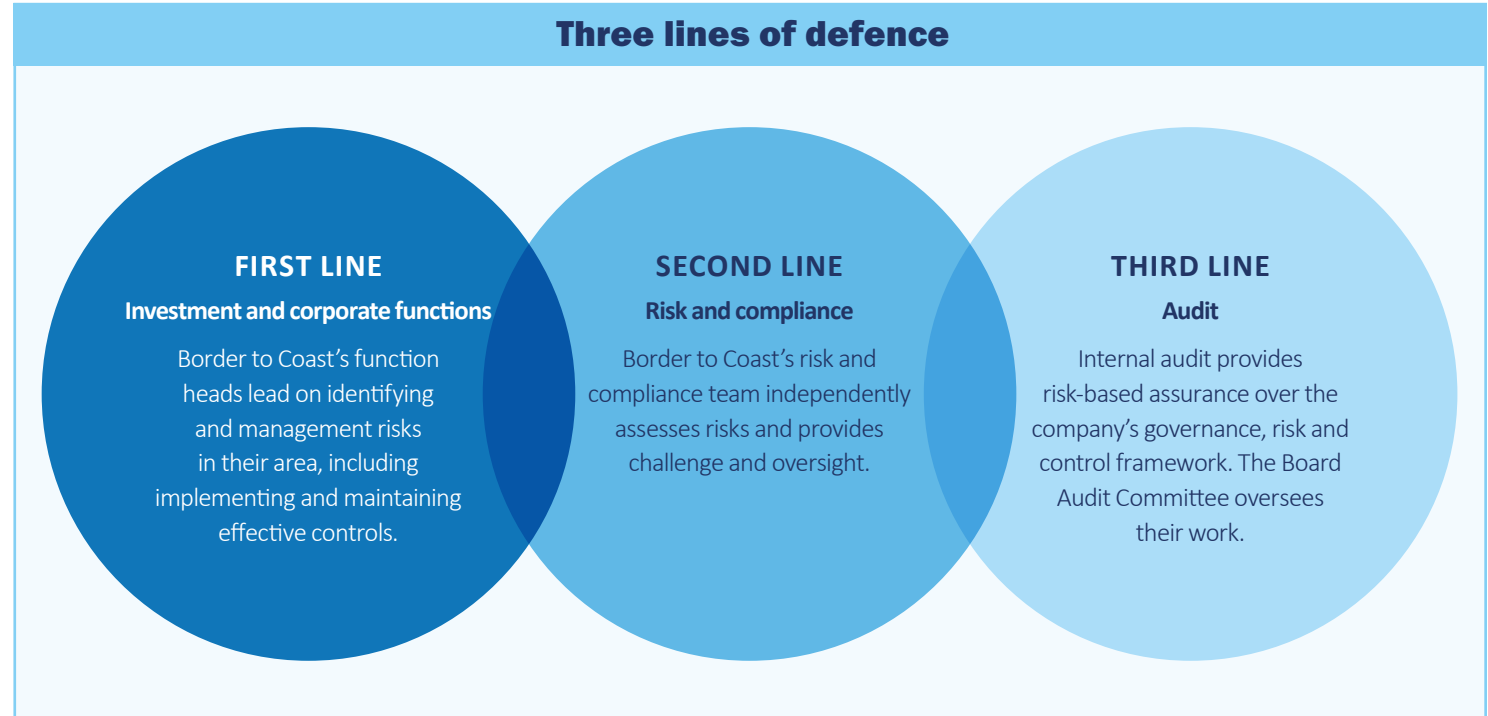 Three lines of defence
FIRST LINE
Investment and corporate functions
Border to Coast’s function
heads lead on identifying
and management risks
in their area, including
implementing and maintaining
effective controls.
SECOND LINE
Risk and compliance
Border to Coast’s risk and
compliance team independently
assesses risks and provides
challenge and oversight.
THIRD LINE
Audit
Internal audit provides
risk-based assurance over the
company’s governance, risk and
control framework. The Board
Audit Committee oversees
their work.